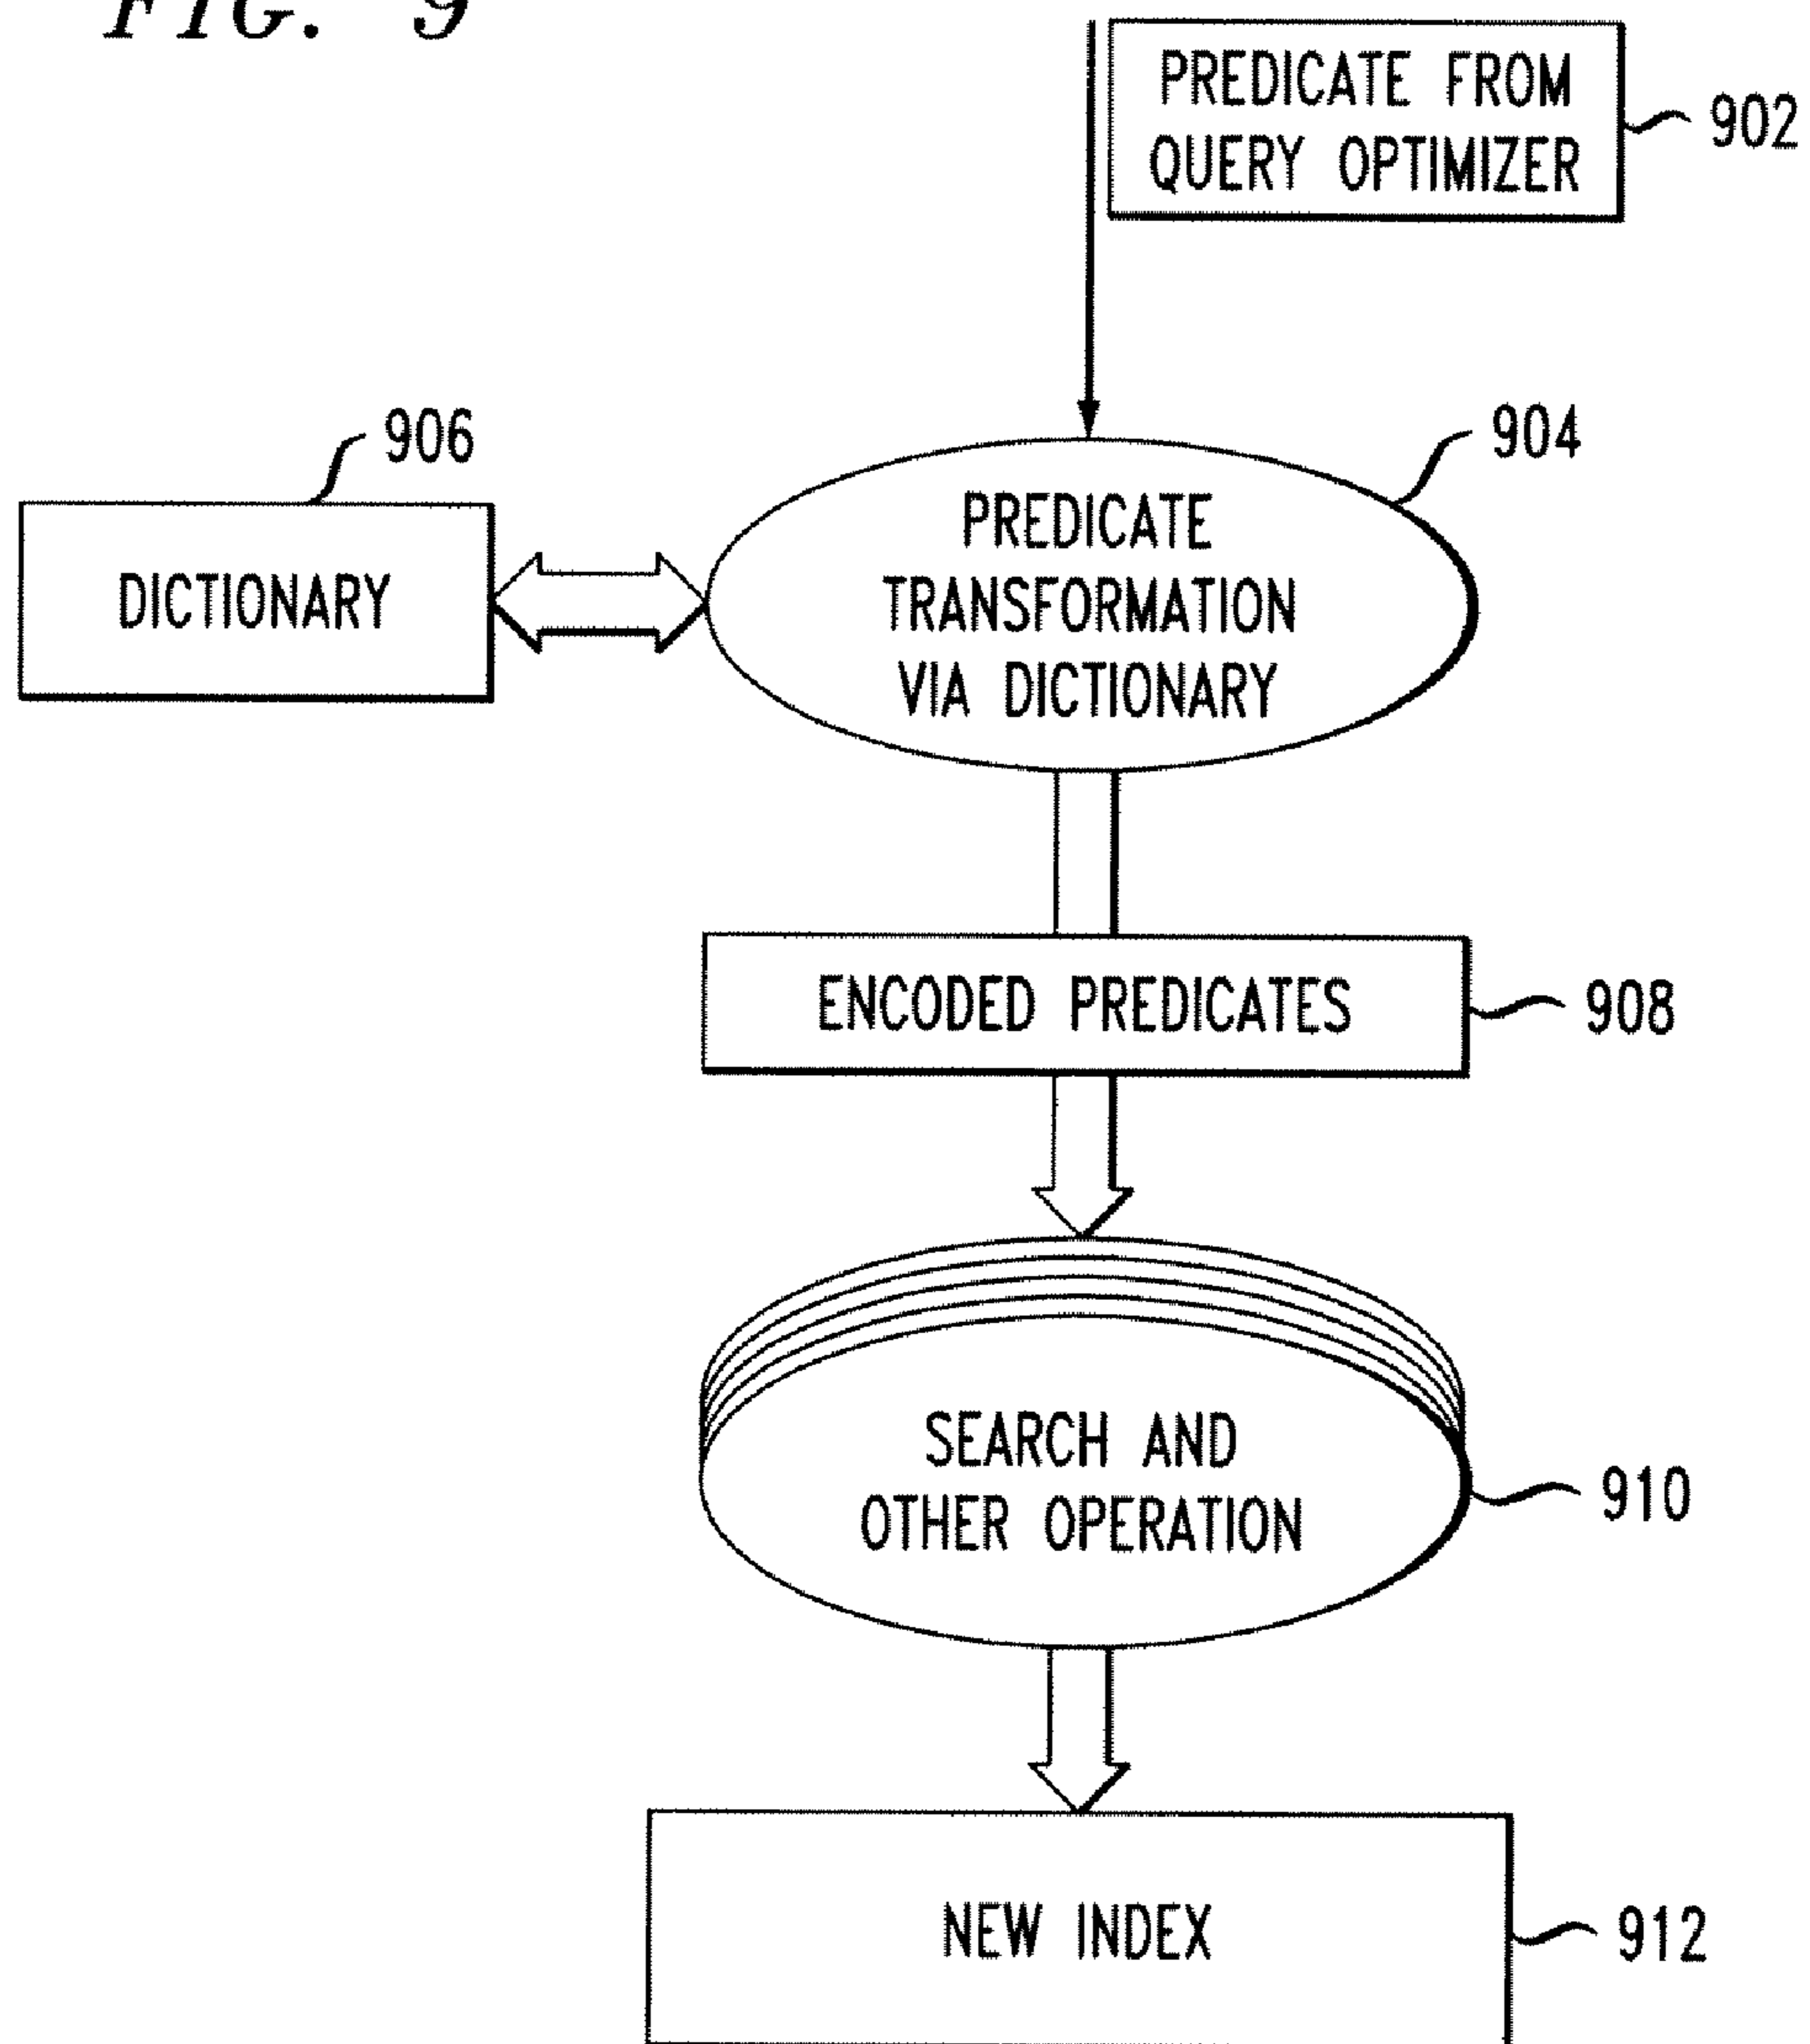 FIG. 9
PREDICATE FROM
QUERY OPTIMIZER
902
906
904
DICTIONARY
PREDICATE
TRANSFORMATION
VIA DICTIONARY
ENCODED PREDICATES
908
SEARCH AND
OTHER OPERATION
910
NEW INDEX
912